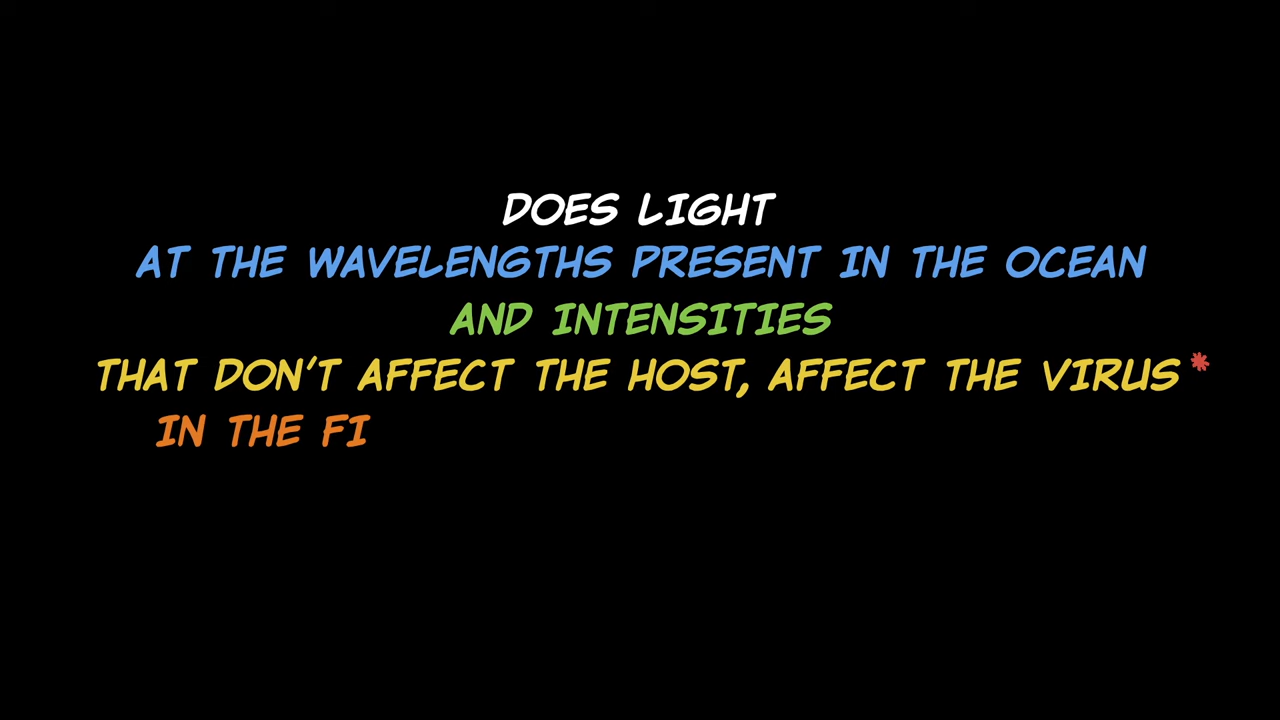 DOES LIGHT
AT THE WAVELENGTHS PRESENT IN THE OCEAN
AND INTENSITIES
THAT DON'T AFFECT THE HOST, AFFECT THE VIRUS*
IN THE FI